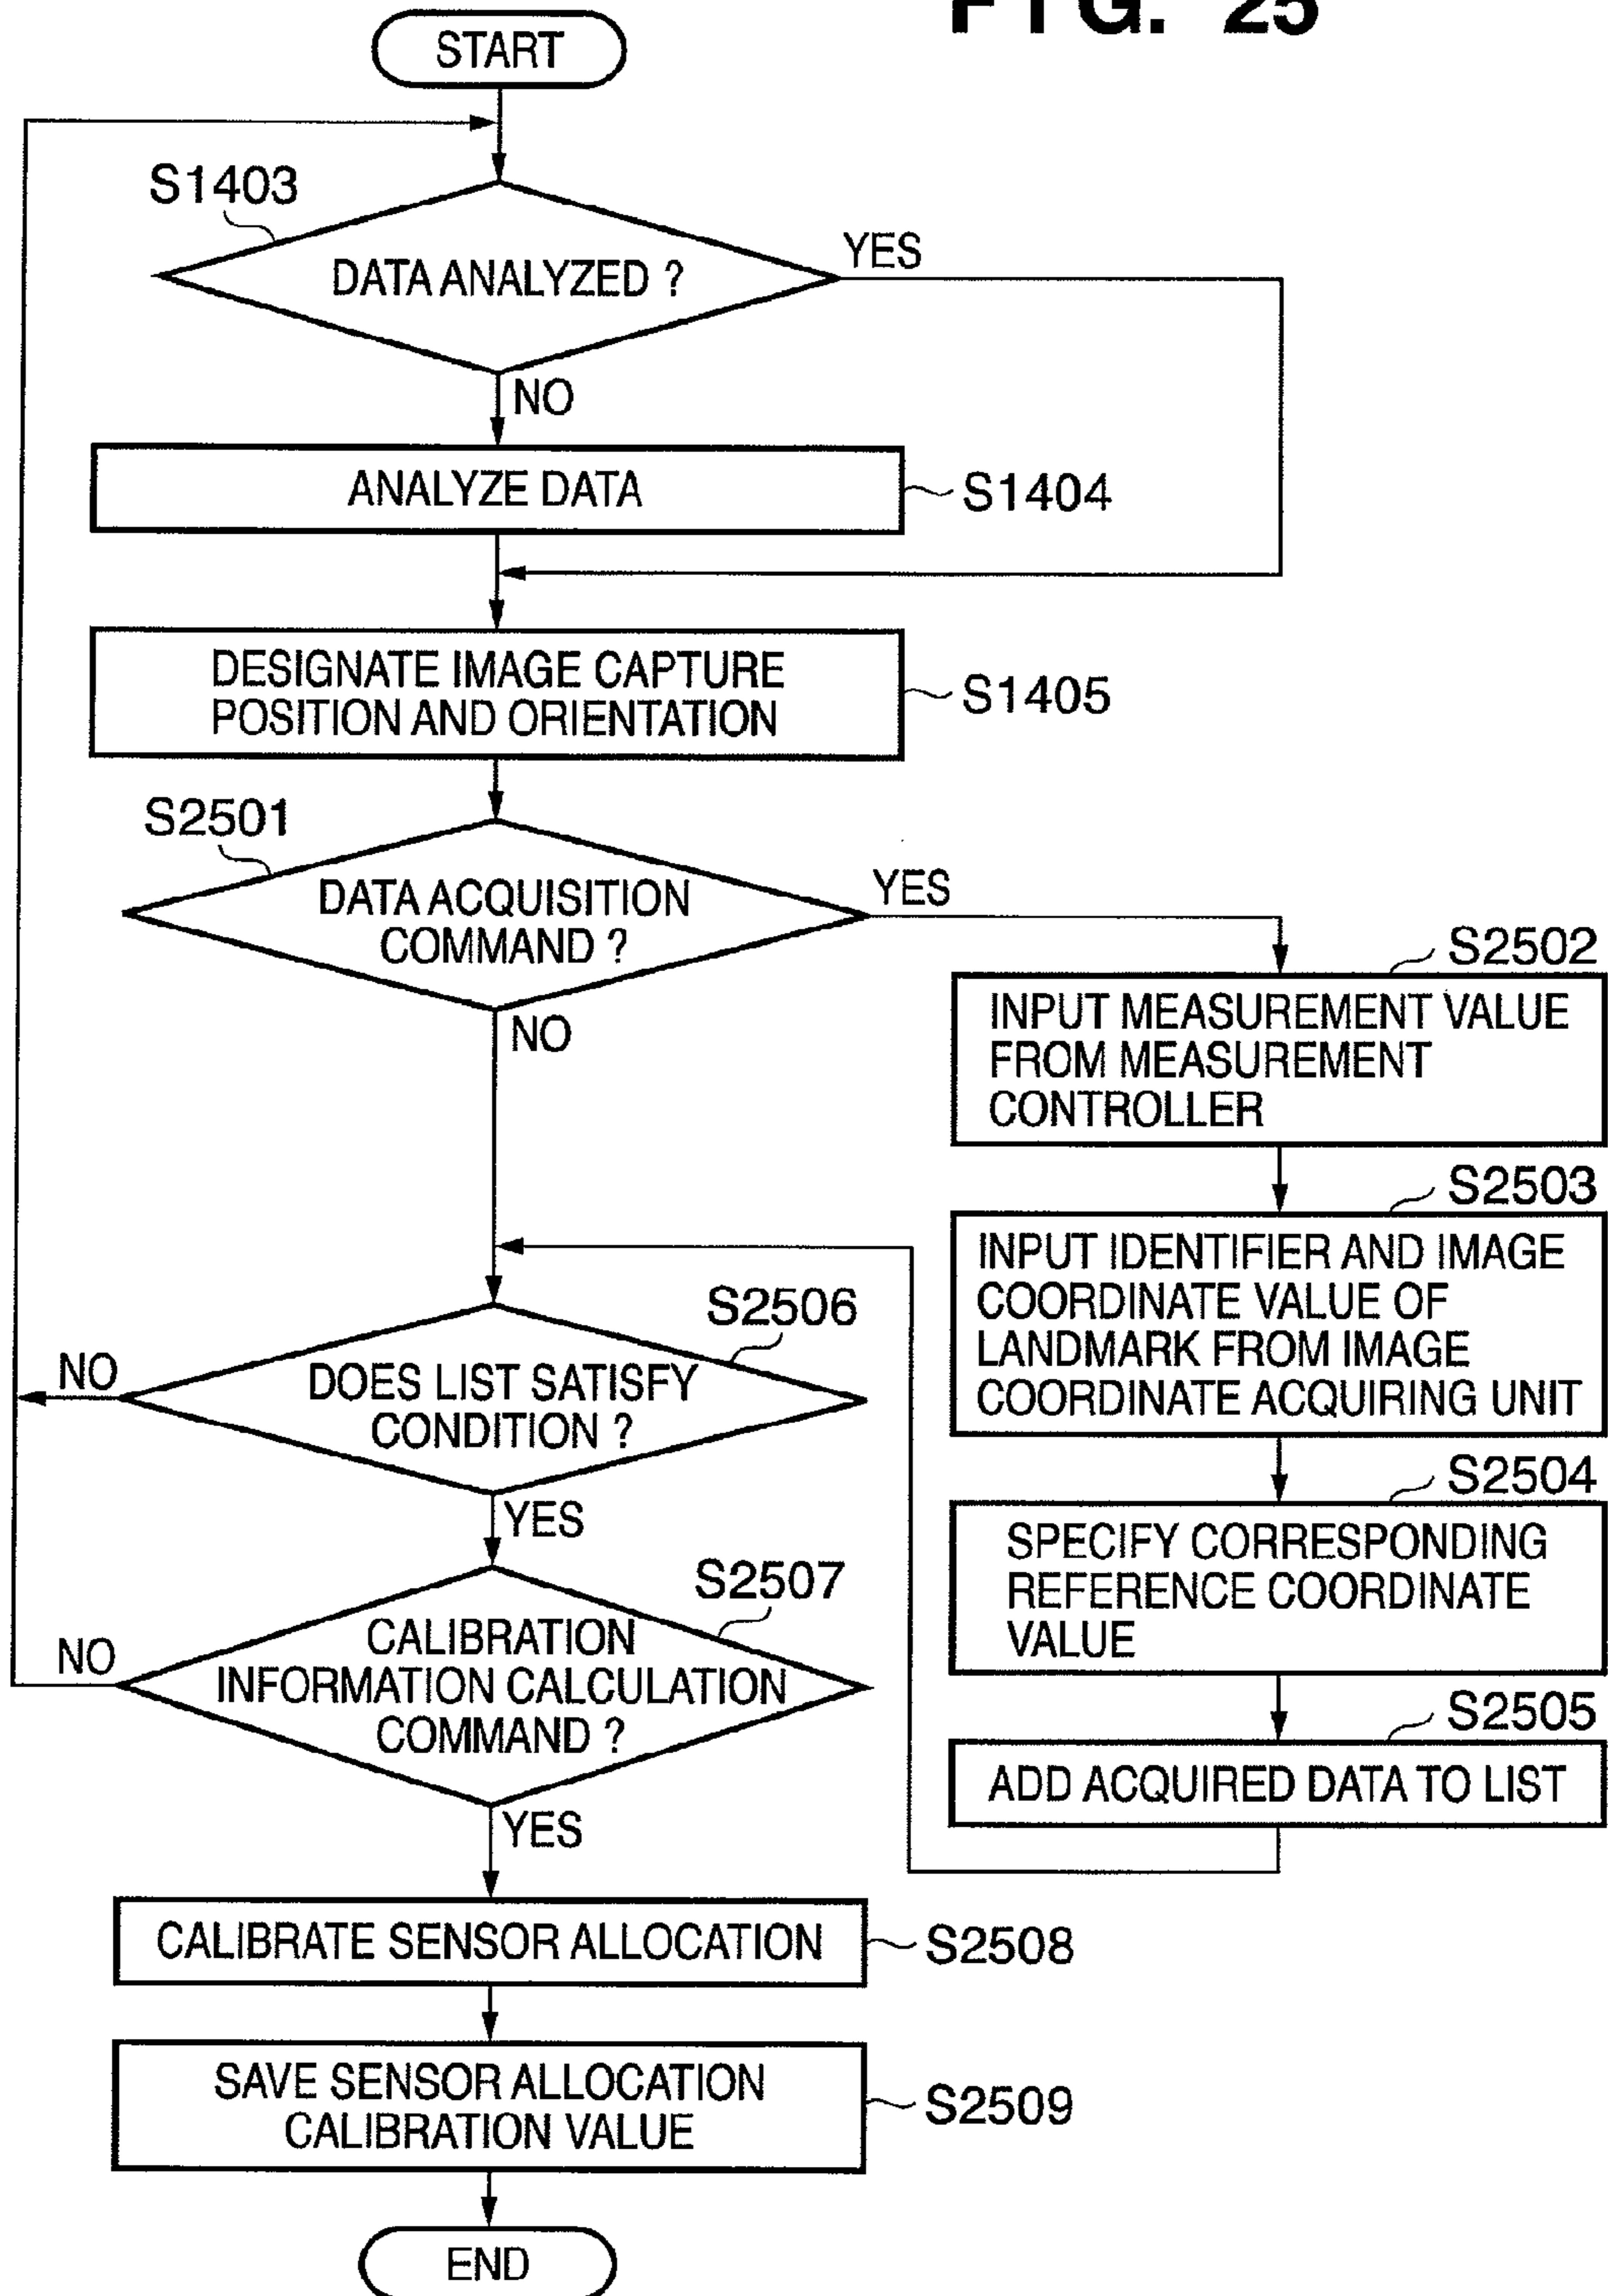 FIG. 25
START
S1403
DATA ANALYZED ?
YES
NO
ANALYZE DATA
S1404
DESIGNATE IMAGE CAPTURE
POSITION AND ORIENTATION
S1405
S2501
DATA ACQUISITION
COMMAND ?
YES
NO
S2502
INPUT MEASUREMENT VALUE
FROM MEASUREMENT
CONTROLLER
S2503
INPUT IDENTIFIER AND IMAGE
COORDINATE VALUE OF
LANDMARK FROM IMAGE
COORDINATE ACQUIRING UNIT
S2504
SPECIFY CORRESPONDING
REFERENCE COORDINATE
VALUE
S2505
ADD ACQUIRED DATA TO LIST
S2506
DOES LIST SATISFY
CONDITION ?
NO
YES
S2507
CALIBRATION
INFORMATION CALCULATION
COMMAND ?
NO
YES
CALIBRATE SENSOR ALLOCATION
S2508
SAVE SENSOR ALLOCATION
CALIBRATION VALUE
S2509
END